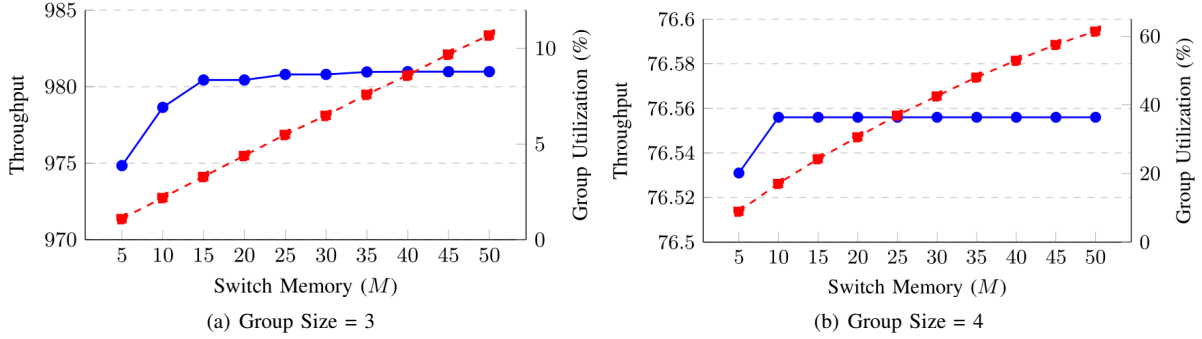 985
980
975
970
Throughput
10
5
0
Group Utilization (%)
5 10 15 20 25 30 35 40 45 50
Switch Memory (M)
(a) Group Size = 3
76.6
76.58
76.56
76.54
76.52
76.5
Throughput
60
40
20
0
Group Utilization (%)
5 10 15 20 25 30 35 40 45 50
Switch Memory (M)
(b) Group Size = 4